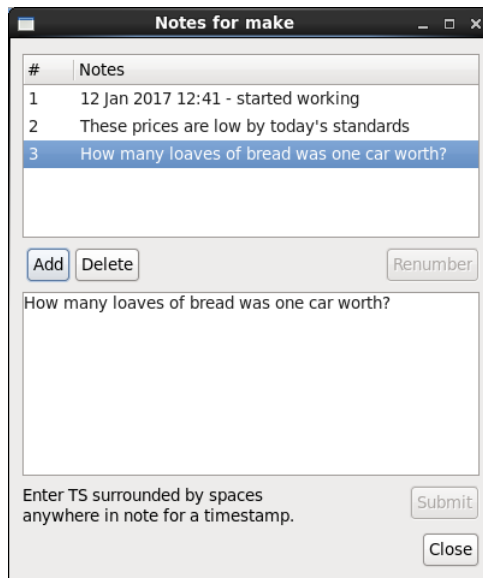 Notes for make
# Notes
1 12 Jan 2017 12:41 - started working
2 These prices are low by today's standards
3 How many loaves of bread was one car worth?
Add Delete Renumber
How many loaves of bread was one car worth?
Enter TS surrounded by spaces
anywhere in note for a timestamp.
Submit
Close